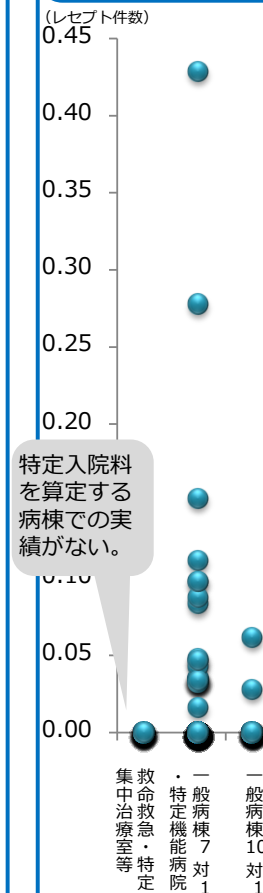 （レセプト件数）
0.45
0.40
0.35
0.30
0.25
0.20
特定入院料
を算定する
病棟での実
績がない。
0.10
0.05
0.00
救命救急・特定
集中治療室等
一般病棟７対１
・特定機能病院
一般病棟10対１